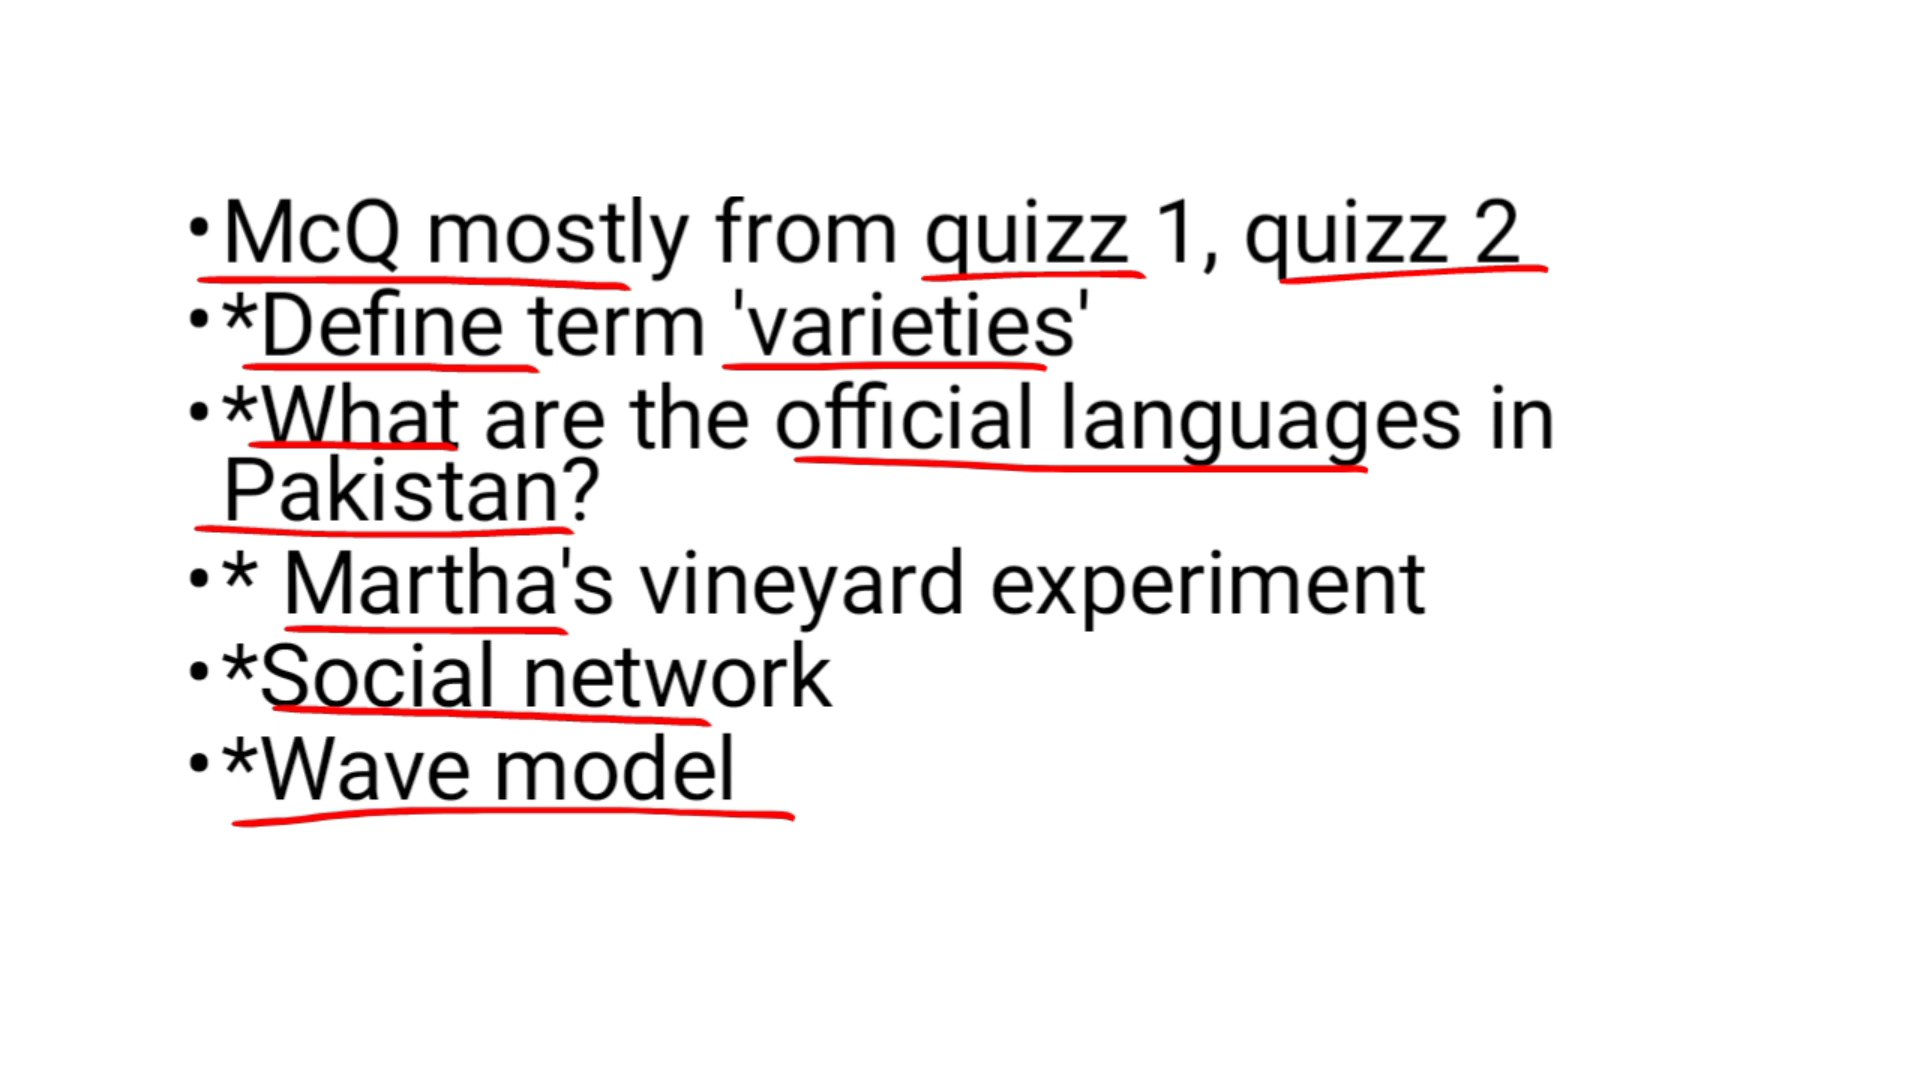 •McQ mostly from quizz 1, quizz 2
•*Define term 'varieties'
•*What are the official languages in
Pakistan?
•* Martha's vineyard experiment
•*Social network
•*Wave model